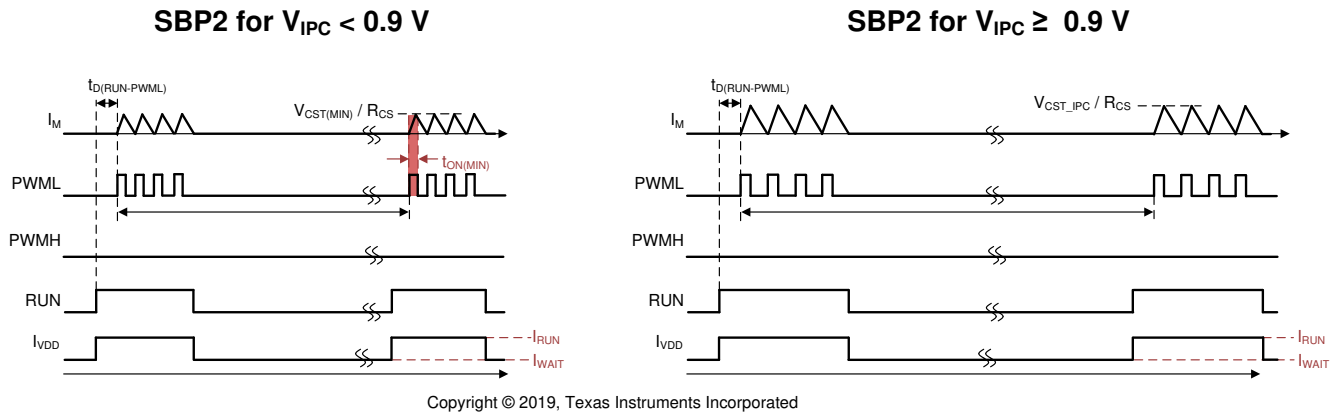 SBP2 for VIPC < 0.9 V
SBP2 for VIPC ≥ 0.9 V
tD(RUN-PWML)
IM
VCST(MIN) / RCS
tON(MIN)
PWML
PWMH
RUN
IVDD
IRUN
IWAIT
tD(RUN-PWML)
IM
VCST_IPC / RCS
PWML
PWMH
RUN
IVDD
IRUN
IWAIT
Copyright © 2019, Texas Instruments Incorporated